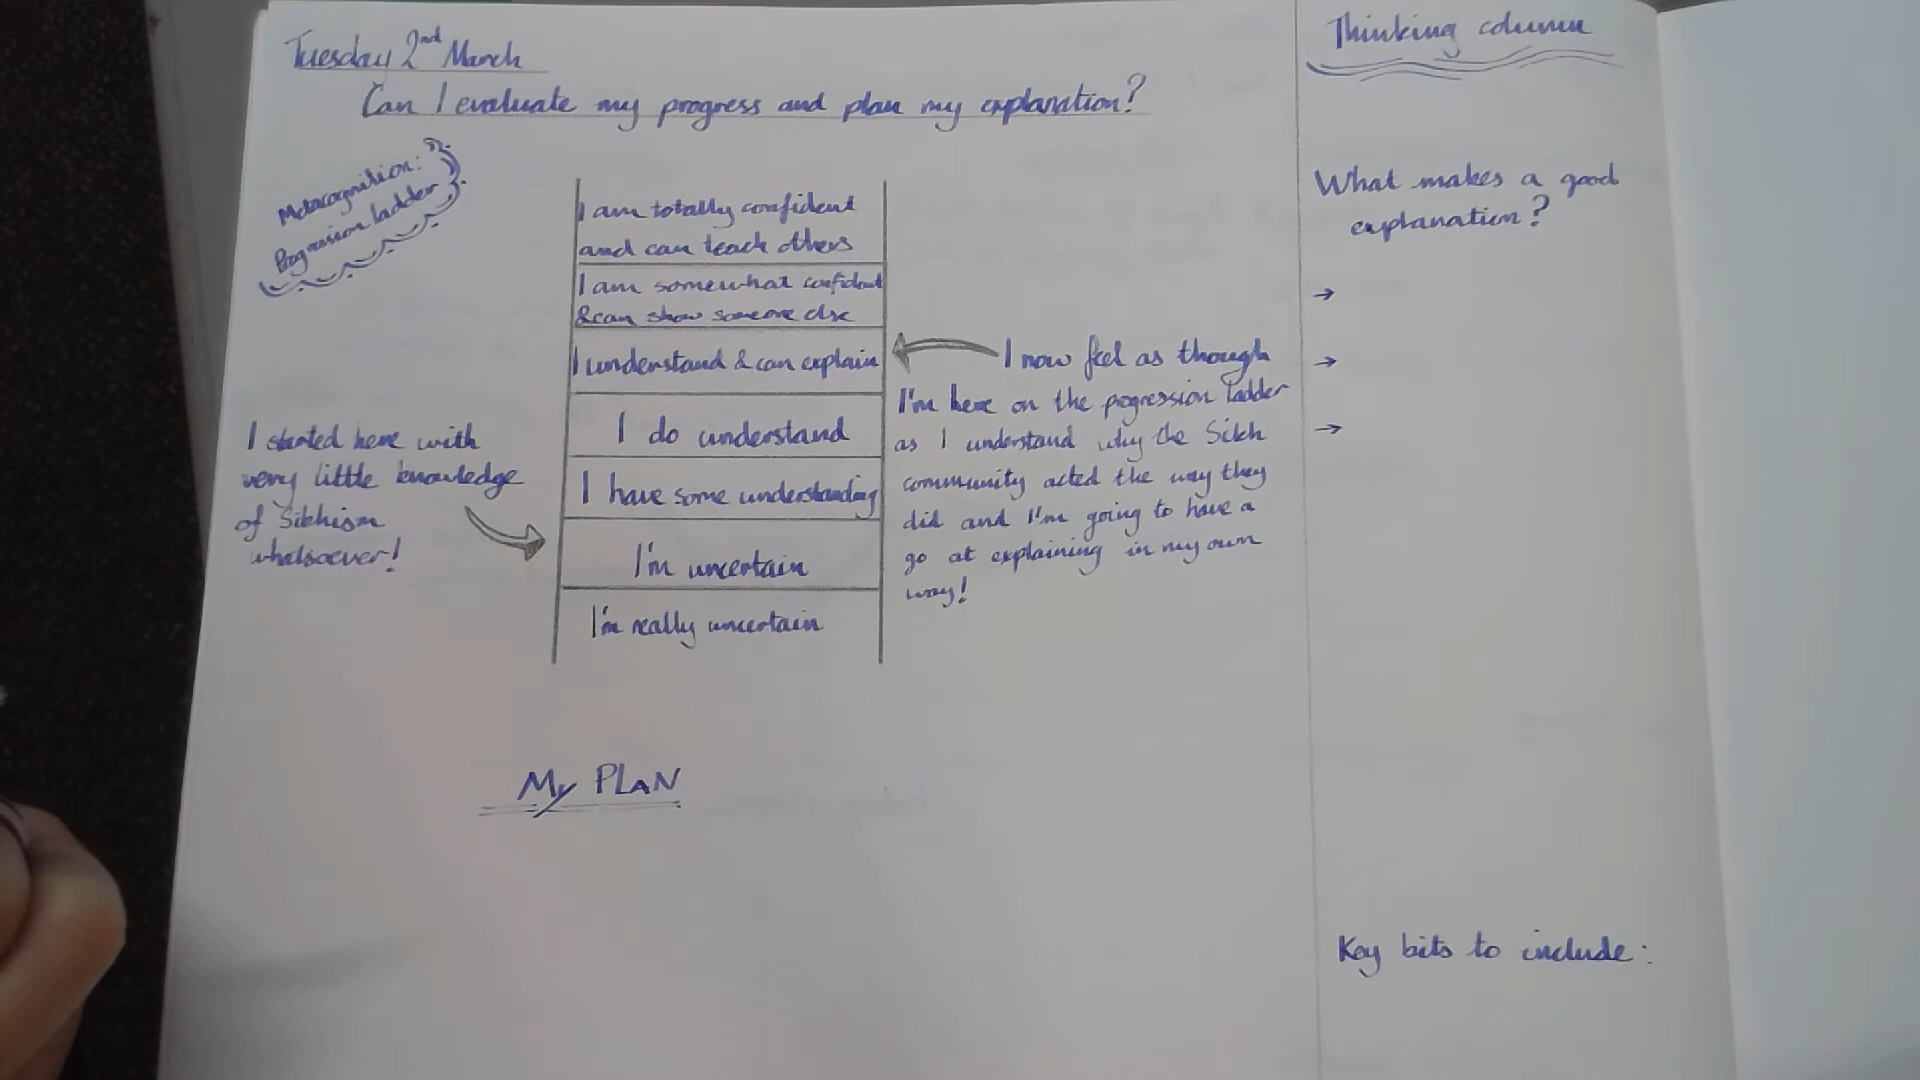 Tuesday 2nd March
Can I evaluate my progress and plan my explanation?
Metacognition:
Progression ladder
I am totally confident
and can teach others
I am somewhat confident
& can show someone else
I understand & can explain
I do understand
I have some understanding
I'm uncertain
I'm really uncertain
I started here with
very little knowledge
of Sikhism
whatsoever!
I now feel as though
I'm here on the progression ladder
as I understand why the Sikh
community acted the way they
did and I'm going to have a
go at explaining in my own
way!
My PLAN
Thinking column
What makes a good
explanation?
→
→
→
Key bits to include: